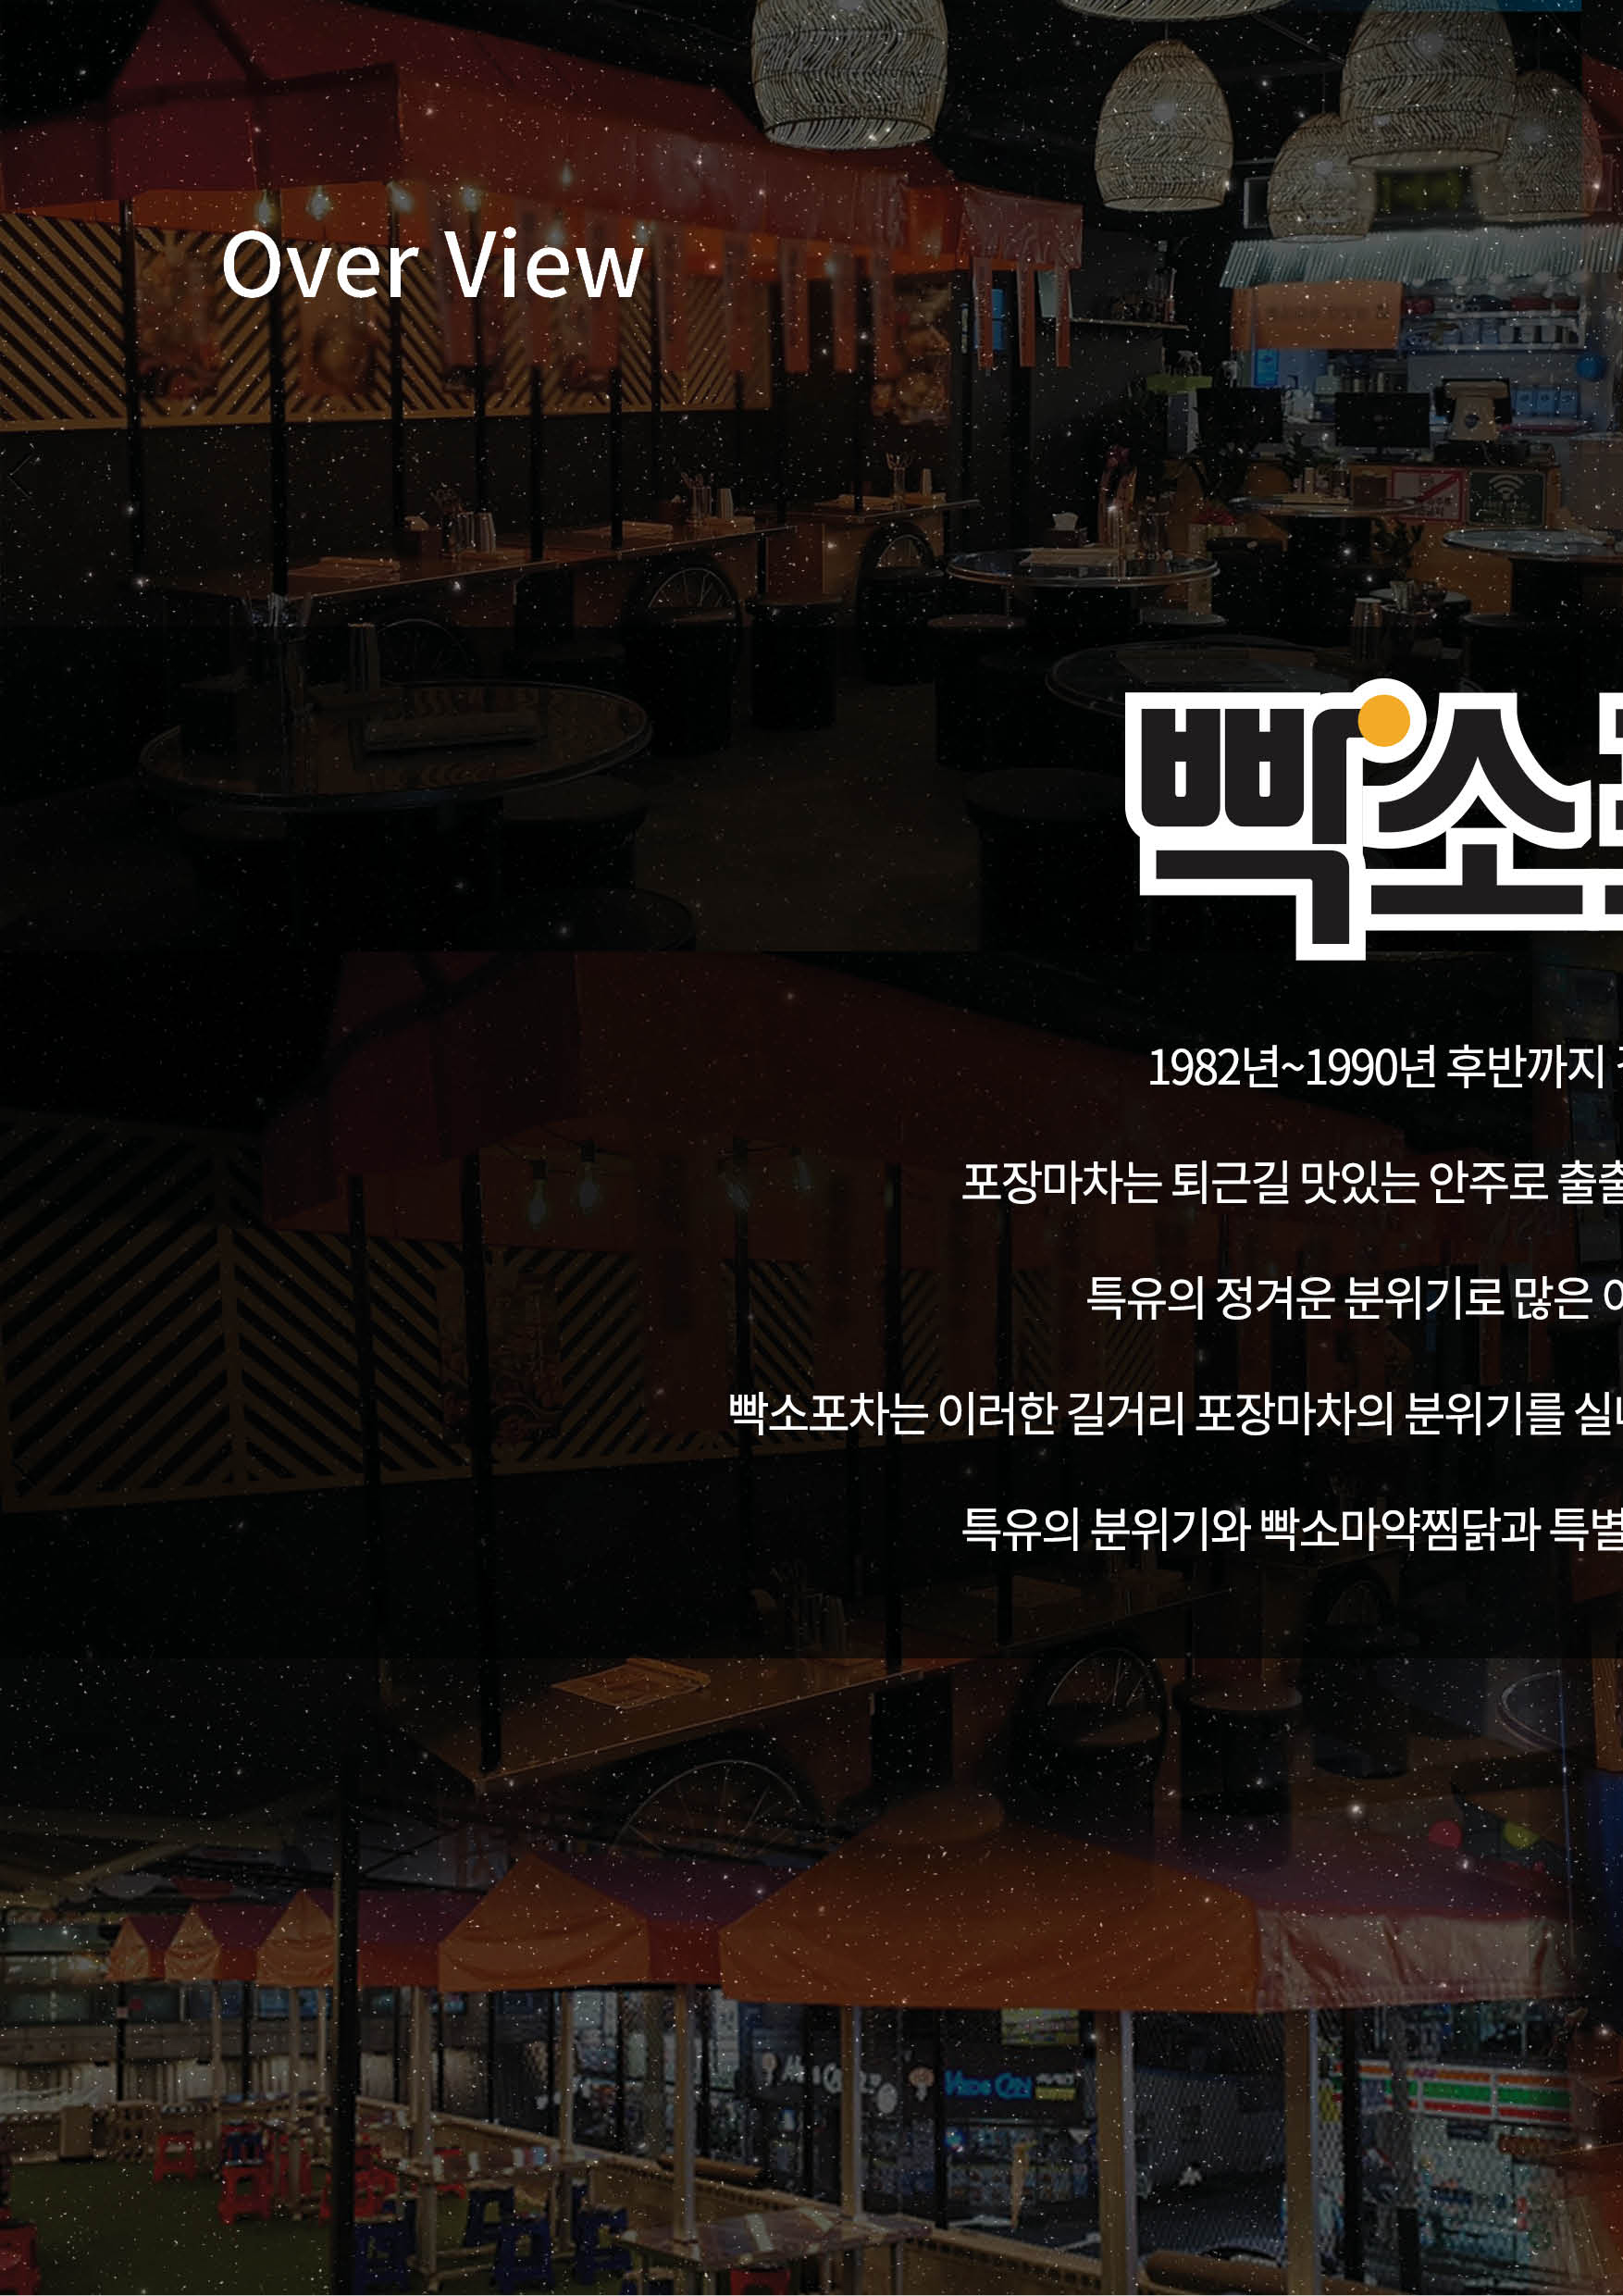 Over View
빡소
1982년~1990년 후반까지
포장마차는 퇴근길 맛있는 안주로
특유의 정겨운 분위기로 많은
빡소포차는 이러한 길거리 포장마차의 분위기를
특유의 분위기와 빡소마약찜닭과